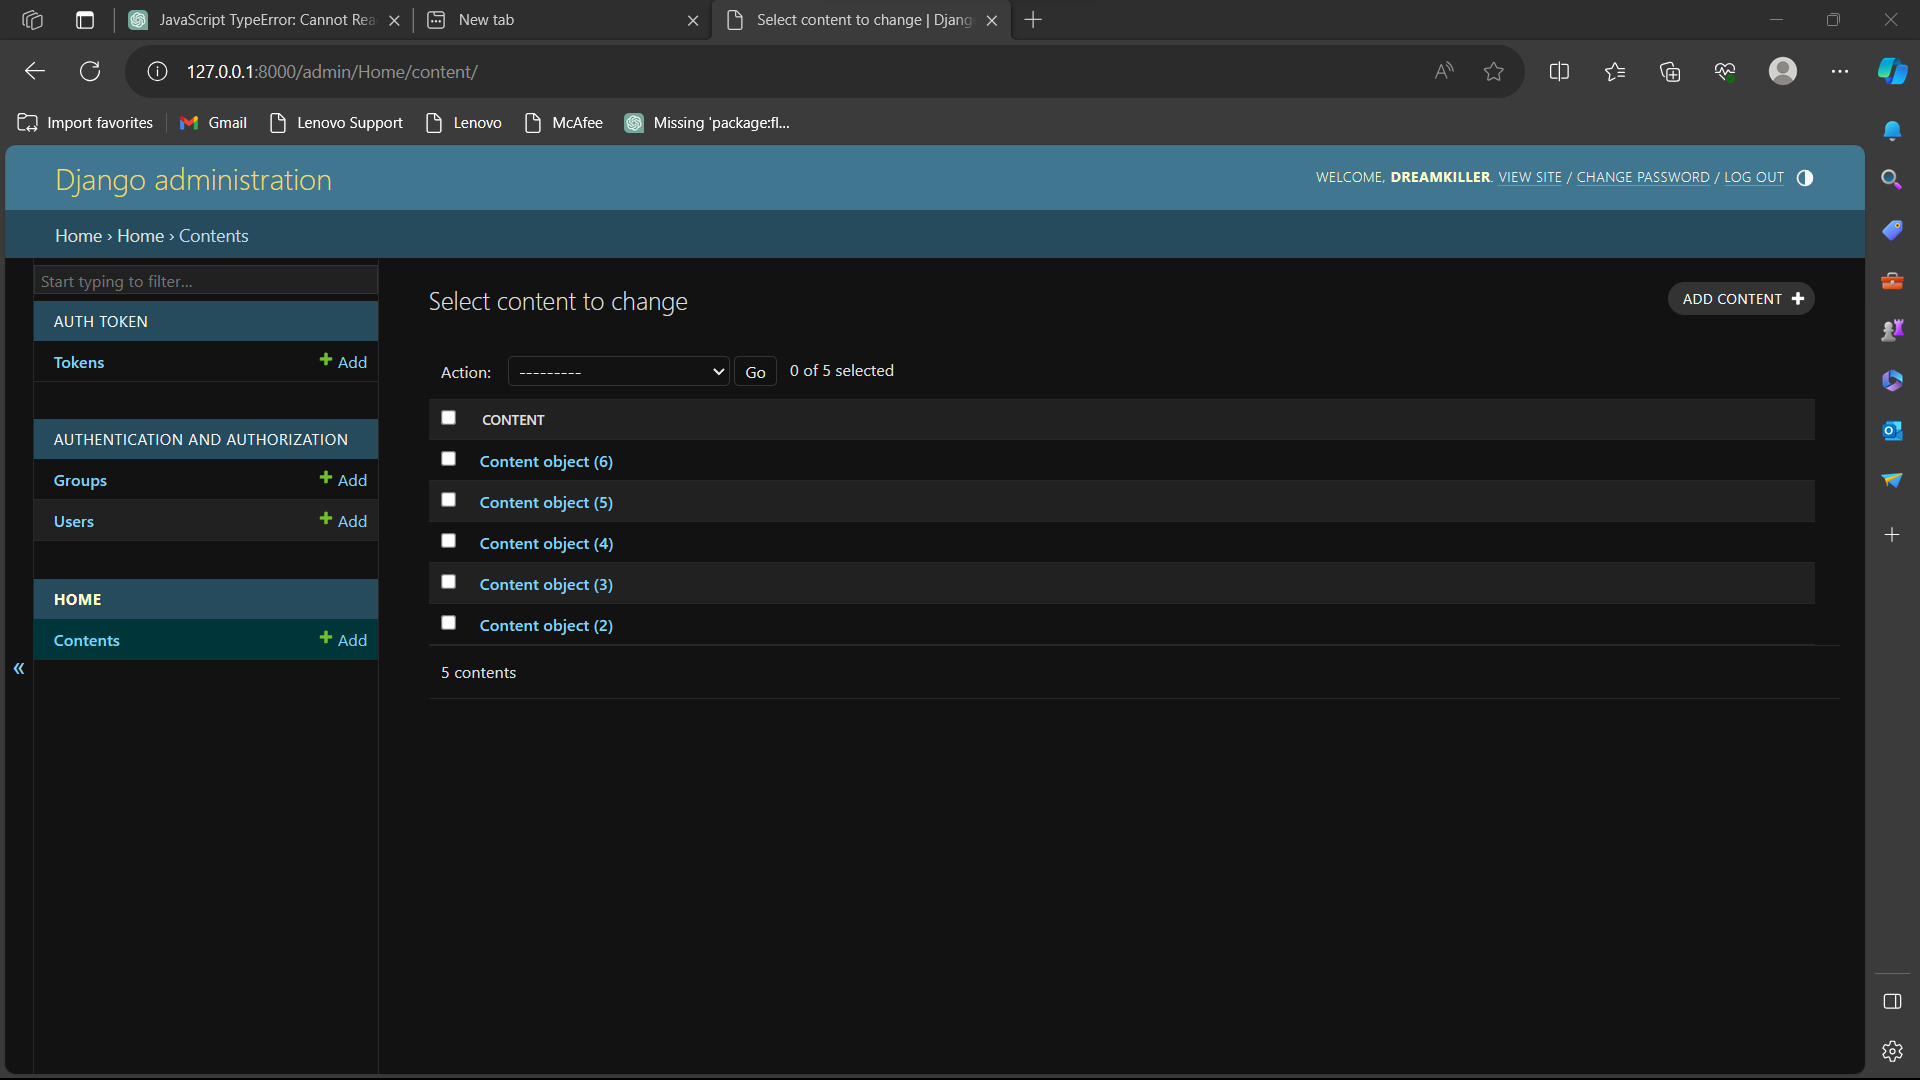 JavaScript TypeError: Cannot Rea
New tab
Select content to change | Djang
127.0.0.1:8000/admin/Home/content/
Import favorites
Gmail
Lenovo Support
Lenovo
McAfee
Missing 'package:fl...
Django administration
WELCOME, DREAMKILLER. VIEW SITE / CHANGE PASSWORD / LOG OUT
Home › Home › Contents
Start typing to filter...
AUTH TOKEN
Tokens + Add
AUTHENTICATION AND AUTHORIZATION
Groups + Add
Users + Add
HOME
Contents + Add
«
Select content to change
ADD CONTENT +
Action: --------- Go 0 of 5 selected
CONTENT
Content object (6)
Content object (5)
Content object (4)
Content object (3)
Content object (2)
5 contents